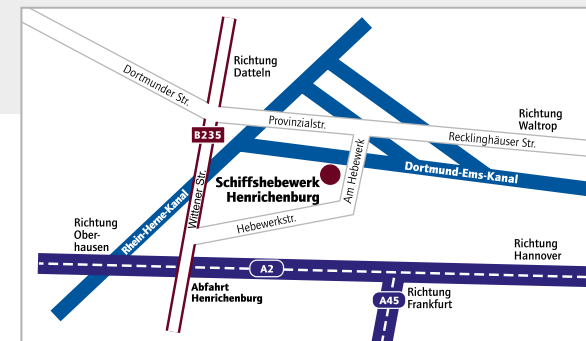 Richtung
Datteln
Dortmunder Str.
Provinzialstr.
Richtung
Waltrop
Recklinghäuser Str.
B235
Am Hebewerk
Dortmund-Ems-Kanal
Schiffshebewerk
Henrichenburg
Wittener Str.
Rhein-Herne-Kanal
Hebewerkstr.
Richtung
Ober-
hausen
Richtung
Hannover
A2
Abfahrt
Henrichenburg
A45
Richtung
Frankfurt